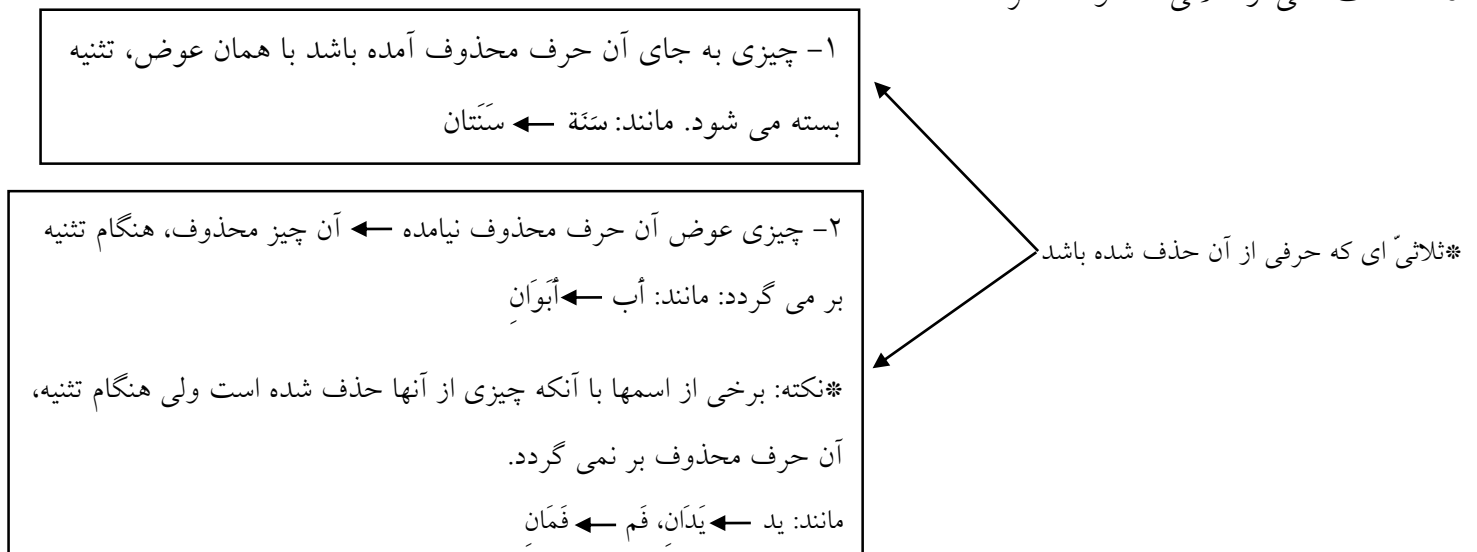 ۱- چیزی به جای آن حرف محذوف آمده باشد با همان عوض، تثنیه
بسته می شود. مانند: سَنَة ← سَنَتان
*ثلاثیّ ای که حرفی از آن حذف شده باشد
۲- چیزی عوض آن حرف محذوف نیامده ← آن چیز محذوف، هنگام تثنیه
بر می گردد: مانند: أب ← أبَوَانِ
*نکته: برخی از اسمها با آنکه چیزی از آنها حذف شده است ولی هنگام تثنیه،
آن حرف محذوف بر نمی گردد.
مانند: ید ← یَدَانِ، فَم ← فَمَانِ